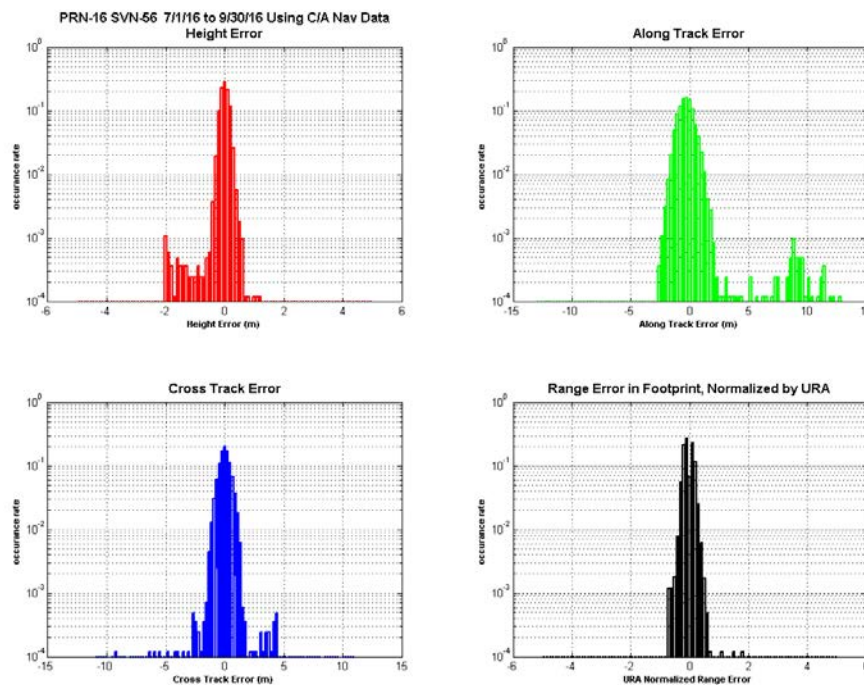 PRN-16 SVN-56 7/1/16 to 9/30/16 Using C/A Nav Data
Height Error
10^0
10^-1
10^-2
10^-3
10^-4
occurance rate
-6 -4 -2 0 2 4 6
Height Error (m)
Along Track Error
10^0
10^-1
10^-2
10^-3
10^-4
occurance rate
-15 -10 -5 0 5 10 15
Along Track Error (m)
Cross Track Error
10^0
10^-1
10^-2
10^-3
10^-4
occurance rate
-15 -10 -5 0 5 10 15
Cross Track Error (m)
Range Error in Footprint, Normalized by URA
10^0
10^-1
10^-2
10^-3
10^-4
occurance rate
-6 -4 -2 0 2 4 6
URA Normalized Range Error